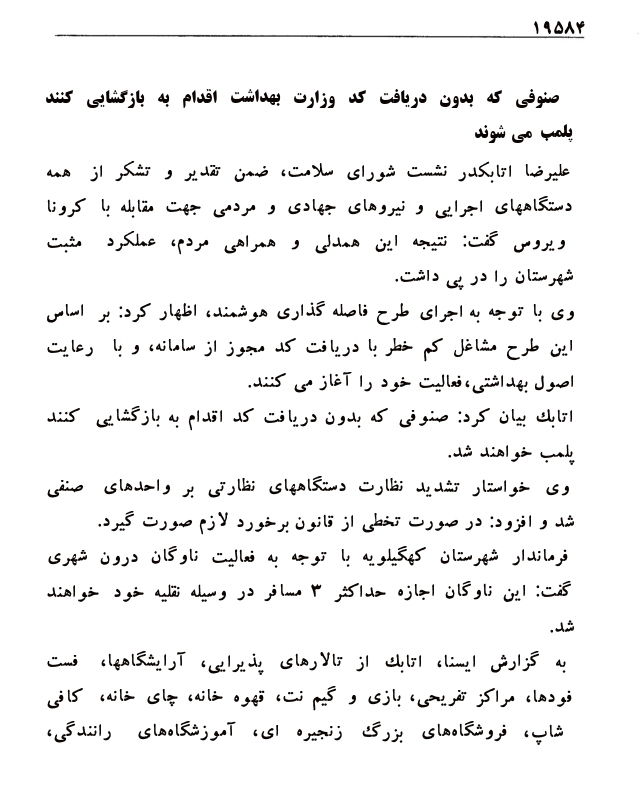 ۱۹۵۸۴
صنوفی که بدون دریافت کد وزارت بهداشت اقدام به بازگشایی کنند
پلمب می شوند
علیرضا اتابکدر نشست شورای سلامت، ضمن تقدیر و تشکر از همه
دستگاههای اجرایی و نیروهای جهادی و مردمی جهت مقابله با کرونا
ویروس گفت: نتیجه این همدلی و همراهی مردم، عملکرد مثبت
شهرستان را در پی داشت.
وی با توجه به اجرای طرح فاصله گذاری هوشمند، اظهار کرد: بر اساس
این طرح مشاغل کم خطر با دریافت کد مجوز از سامانه، و با رعایت
اصول بهداشتی،فعالیت خود را آغاز می کنند.
اتابك بیان کرد: صنوفی که بدون دریافت کد اقدام به بازگشایی کنند
پلمب خواهند شد.
وی خواستار تشدید نظارت دستگاههای نظارتی بر واحدهای صنفی
شد و افزود: در صورت تخطی از قانون برخورد لازم صورت گیرد.
فرماندار شهرستان کهگیلویه با توجه به فعالیت ناوگان درون شهری
گفت: این ناوگان اجازه حداکثر ۳ مسافر در وسیله نقلیه خود خواهند
شد.
به گزارش ایسنا، اتابك از تالارهای پذیرایی، آرایشگاهها، فست
فودها، مراکز تفریحی، بازی و گیم نت، قهوه خانه، چای خانه، کافی
شاپ، فروشگاه‌های بزرگ زنجیره ای، آموزشگاه‌های رانندگی،